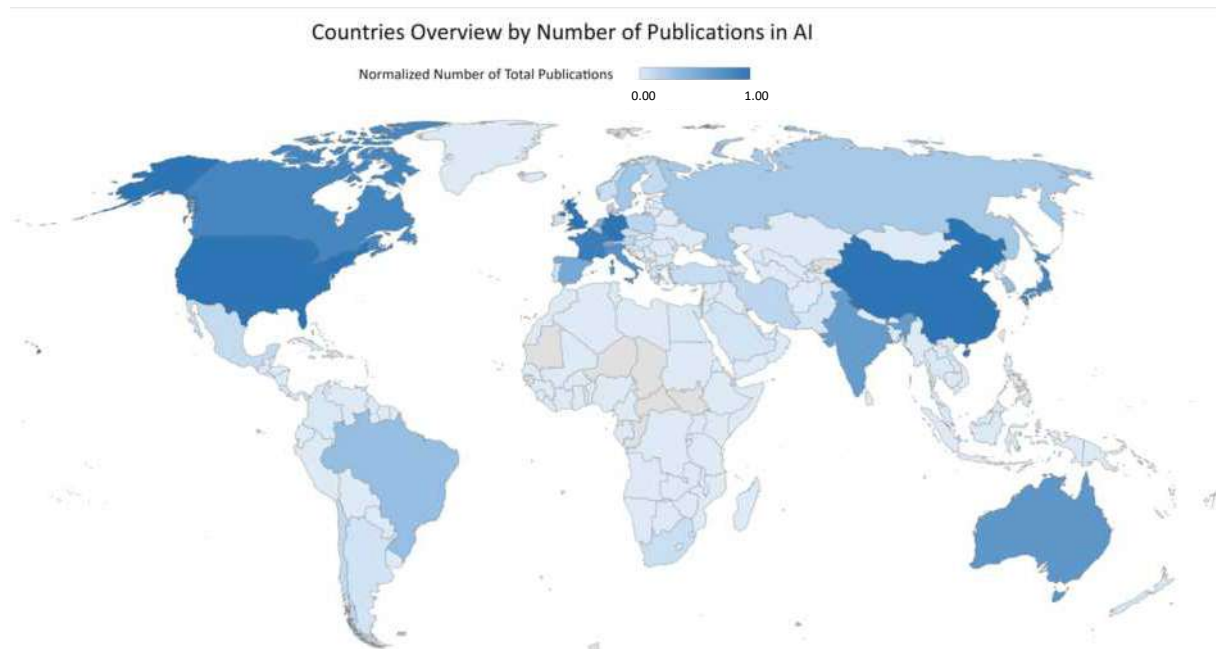 Countries Overview by Number of Publications in AI
Normalized Number of Total Publications
0.00 1.00